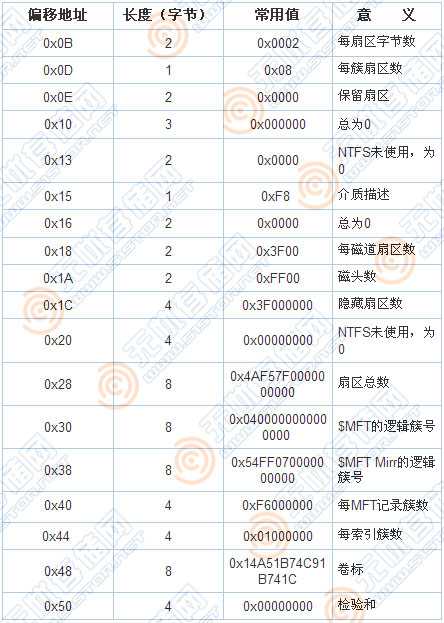 偏移地址 长度（字节） 常用值 意 义
0x0B 2 0x0002 每扇区字节数
0x0D 1 0x08 每簇扇区数
0x0E 2 0x0000 保留扇区
0x10 3 0x000000 总为0
0x13 2 0x0000 NTFS未使用，为
0
0x15 1 0xF8 介质描述
0x16 2 0x0000 总为0
0x18 2 0x3F00 每磁道扇区数
0x1A 2 0xFF00 磁头数
0x1C 4 0x3F000000 隐藏扇区数
0x20 4 0x00000000 NTFS未使用，为
0
0x28 8 0x4AF57F00000
00000 扇区总数
0x30 8 0x040000000000
0000 $MFT的逻辑簇号
0x38 8 0x54FF0700000
00000 $MFT Mirr的逻辑
簇号
0x40 4 0xF6000000 每MFT记录簇数
0x44 4 0x01000000 每索引簇数
0x48 8 0x14A51B74C91
B741C 卷标
0x50 4 0x00000000 检验和